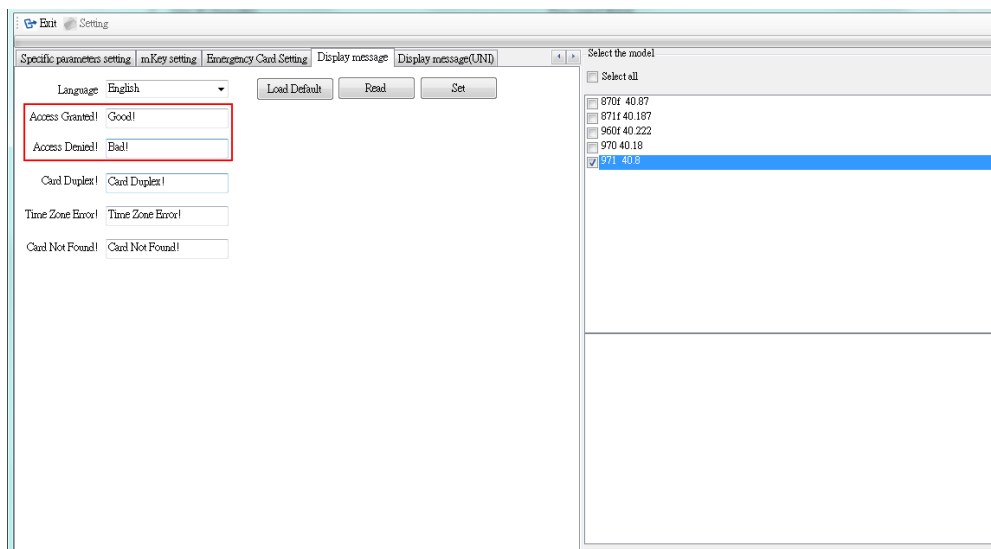 Exit Setting
Specific parameters setting mKey setting Emergency Card Setting Display message Display message(UNI)
Language English Load Default Read Set
Access Granted! Good!
Access Denied! Bad!
Card Duplex! Card Duplex!
Time Zone Error! Time Zone Error!
Card Not Found! Card Not Found!
Select the model
Select all
870f 40.87
871f 40.187
960f 40.222
970 40.18
971 40.8